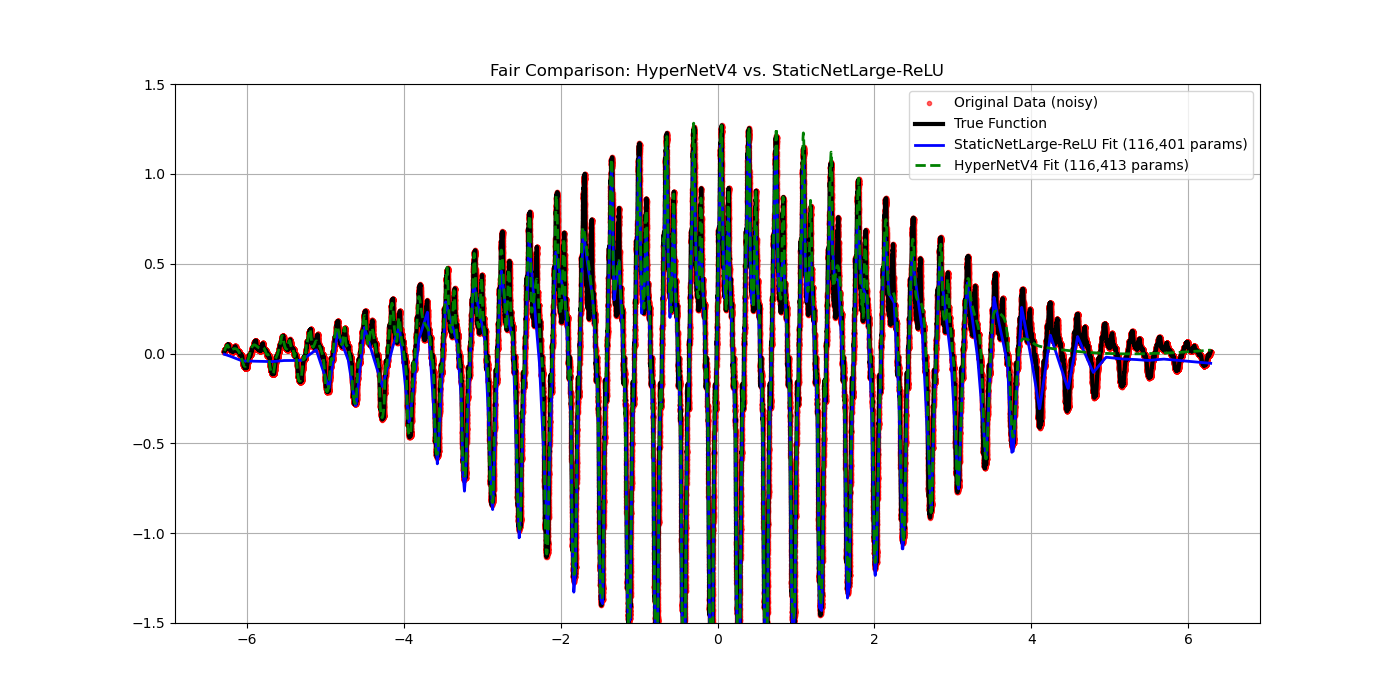 Fair Comparison: HyperNetV4 vs. StaticNetLarge-ReLU
1.5
1.0
0.5
0.0
−0.5
−1.0
−1.5
−6
−4
−2
0
2
4
6
Original Data (noisy)
True Function
StaticNetLarge-ReLU Fit (116,401 params)
HyperNetV4 Fit (116,413 params)